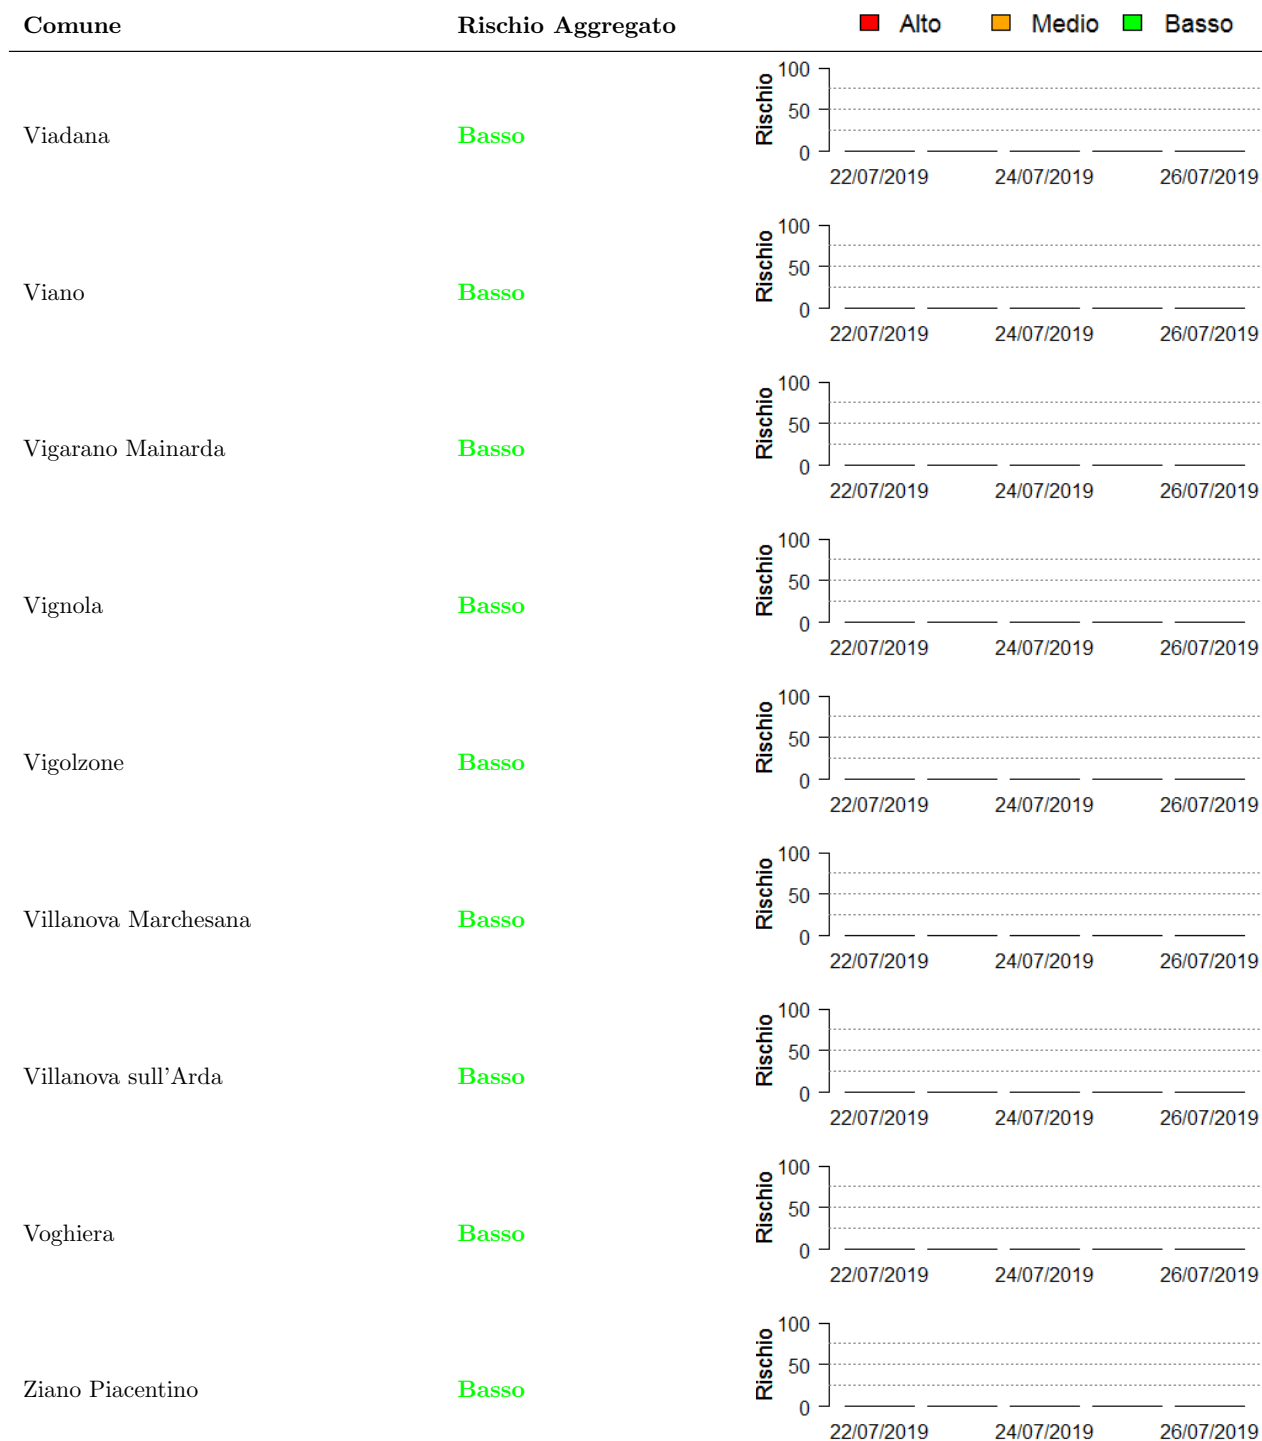 Comune Rischio Aggregato Alto Medio Basso
100
50
0
Rischio
Viadana Basso
22/07/2019 24/07/2019 26/07/2019
100
50
0
Rischio
Viano Basso
22/07/2019 24/07/2019 26/07/2019
100
50
0
Rischio
Vigarano Mainarda Basso
22/07/2019 24/07/2019 26/07/2019
100
50
0
Rischio
Vignola Basso
22/07/2019 24/07/2019 26/07/2019
100
50
0
Rischio
Vigolzone Basso
22/07/2019 24/07/2019 26/07/2019
100
50
0
Rischio
Villanova Marchesana Basso
22/07/2019 24/07/2019 26/07/2019
100
50
0
Rischio
Villanova sull'Arda Basso
22/07/2019 24/07/2019 26/07/2019
100
50
0
Rischio
Voghiera Basso
22/07/2019 24/07/2019 26/07/2019
100
50
0
Rischio
Ziano Piacentino Basso
22/07/2019 24/07/2019 26/07/2019